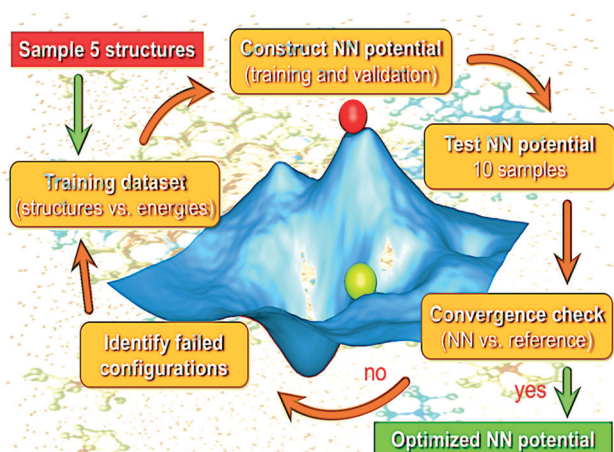 Sample 5 structures
Construct NN potential
(training and validation)
Test NN potential
10 samples
Training dataset
(structures vs. energies)
Convergence check
(NN vs. reference)
Identify failed
configurations
no
yes
Optimized NN potential